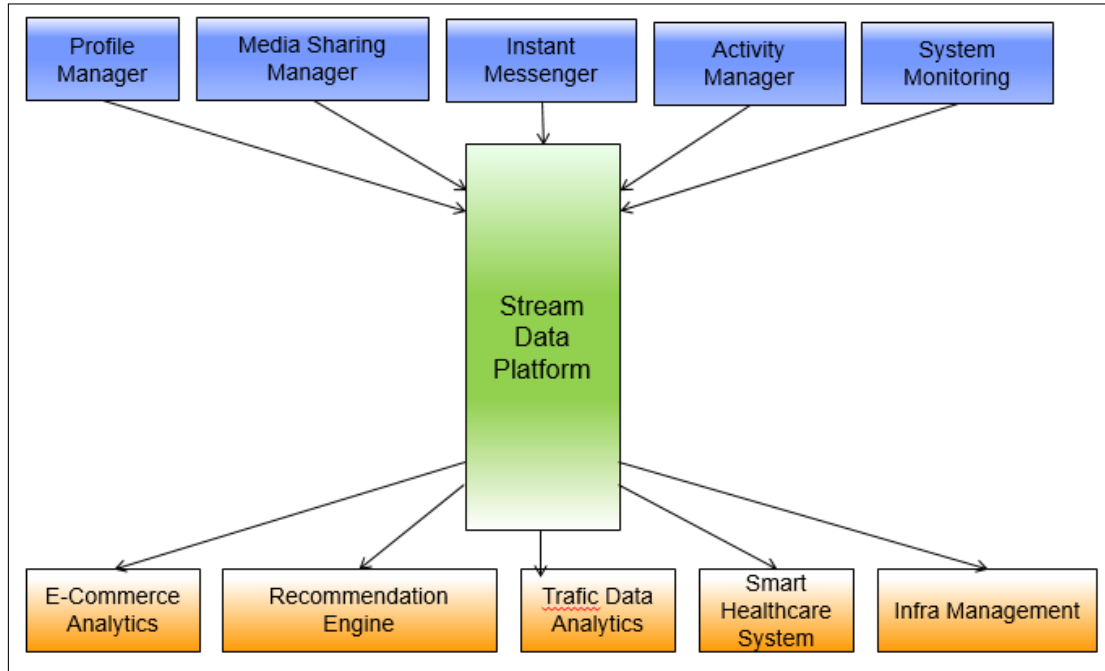 Profile
Manager
Media Sharing
Manager
Instant
Messenger
Activity
Manager
System
Monitoring
Stream
Data
Platform
E-Commerce
Analytics
Recommendation
Engine
Trafic Data
Analytics
Smart
Healthcare
System
Infra Management